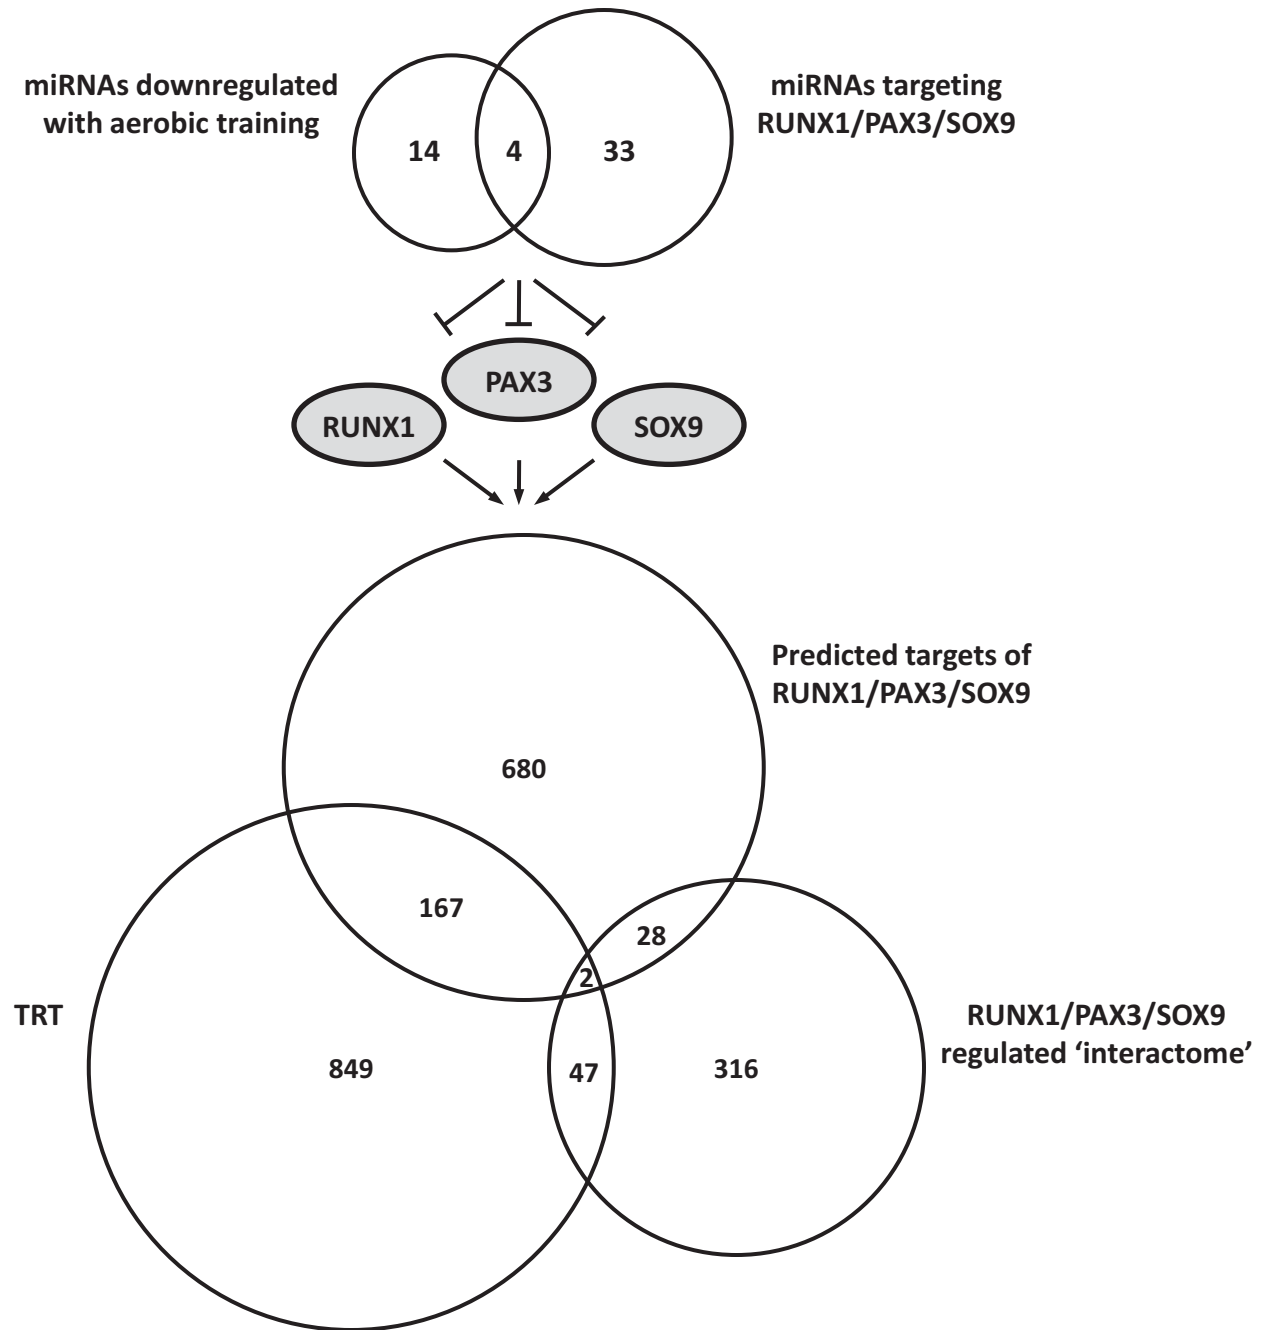 miRNAs downregulated
with aerobic training
miRNAs targeting
RUNX1/PAX3/SOX9
14
4
33
PAX3
RUNX1
SOX9
Predicted targets of
RUNX1/PAX3/SOX9
680
167
28
2
TRT
RUNX1/PAX3/SOX9
regulated ‘interactome’
849
47
316